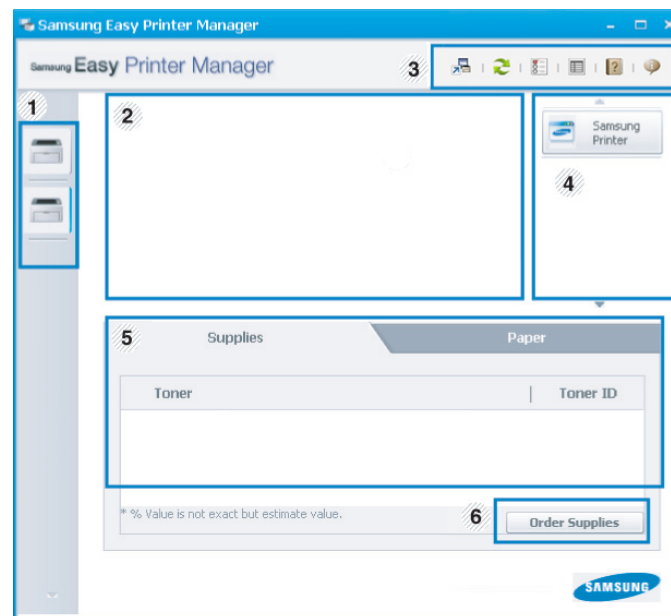 Samsung Easy Printer Manager
Samsung Easy Printer Manager
3
1
2
Samsung
Printer
4
5
Supplies
Paper
Toner
Toner ID
* % Value is not exact but estimate value.
6
Order Supplies
SAMSUNG